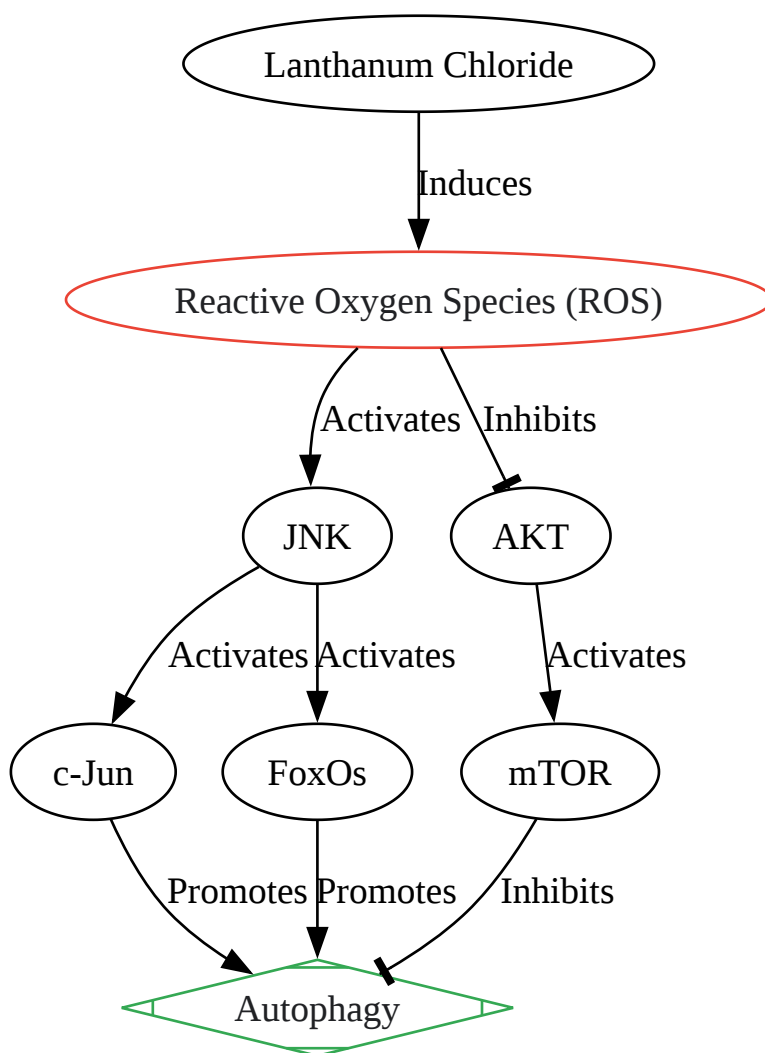 Lanthanum Chloride
Induces
Reactive Oxygen Species (ROS)
Activates
Inhibits
JNK
AKT
Activates
Activates
Activates
c-Jun
FoxOs
mTOR
Promotes
Promotes
Inhibits
Autophagy